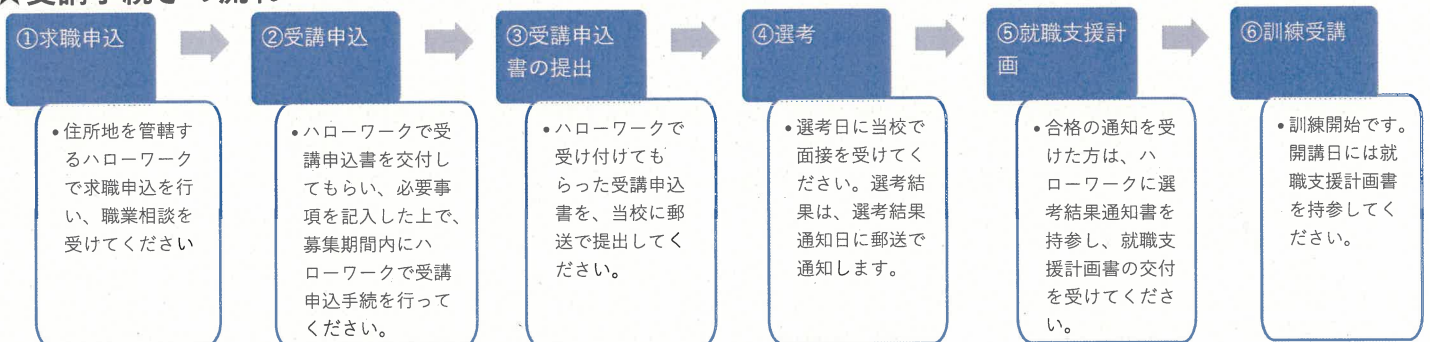 ①求職申込
・住所地を管轄す
るハローワーク
で求職申込を行
い、職業相談を
受けてください
②受講申込
・ハローワークで受
講申込書を交付し
てもらい、必要事
項を記入した上で、
募集期間内にハ
ローワークで受講
申込手続を行って
ください。
③受講申込
書の提出
・ハローワークで
受け付けても
らった受講申込
書を、当校に郵
送で提出してく
ださい。
④選考
・選考日に当校で
面接を受けてく
ださい。選考結
果は、選考結果
通知日に郵送で
通知します。
⑤就職支援計
画
・合格の通知を受
けた方は、ハ
ローワークに選
考結果通知書を
持参し、就職支
援計画書の交付
を受けてくださ
い。
⑥訓練受講
・訓練開始です。
開講日には就
職支援計画書
を持参してく
ださい。